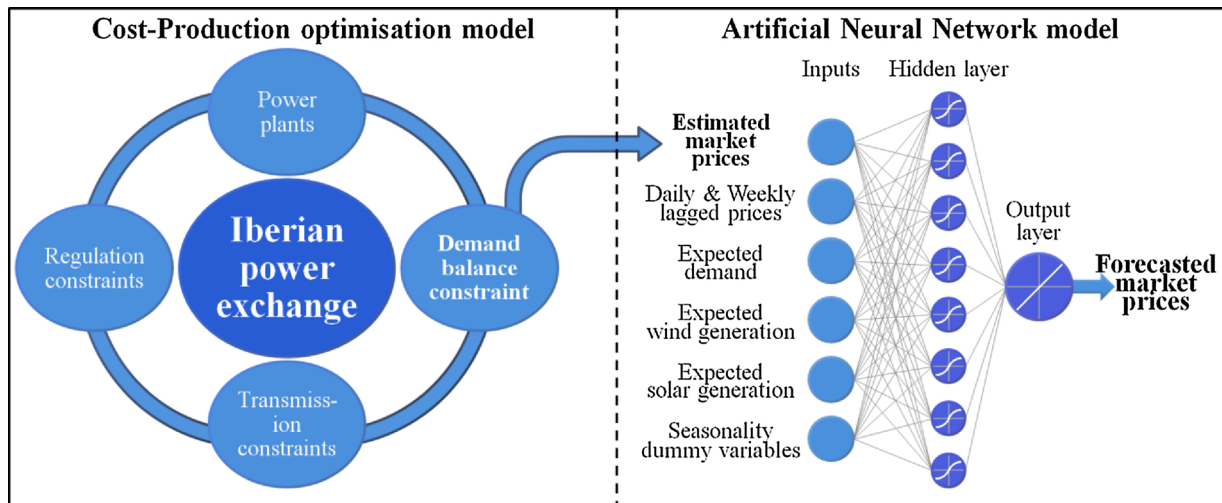 Cost-Production optimisation model
Power
plants
Iberian
power
exchange
Regulation
constraints
Demand
balance
constraint
Transmiss-
ion
constraints
Artificial Neural Network model
Inputs
Hidden layer
Estimated
market
prices
Daily & Weekly
lagged prices
Expected
demand
Expected
wind generation
Expected
solar generation
Seasonality
dummy variables
Output
layer
Forecasted
market
prices